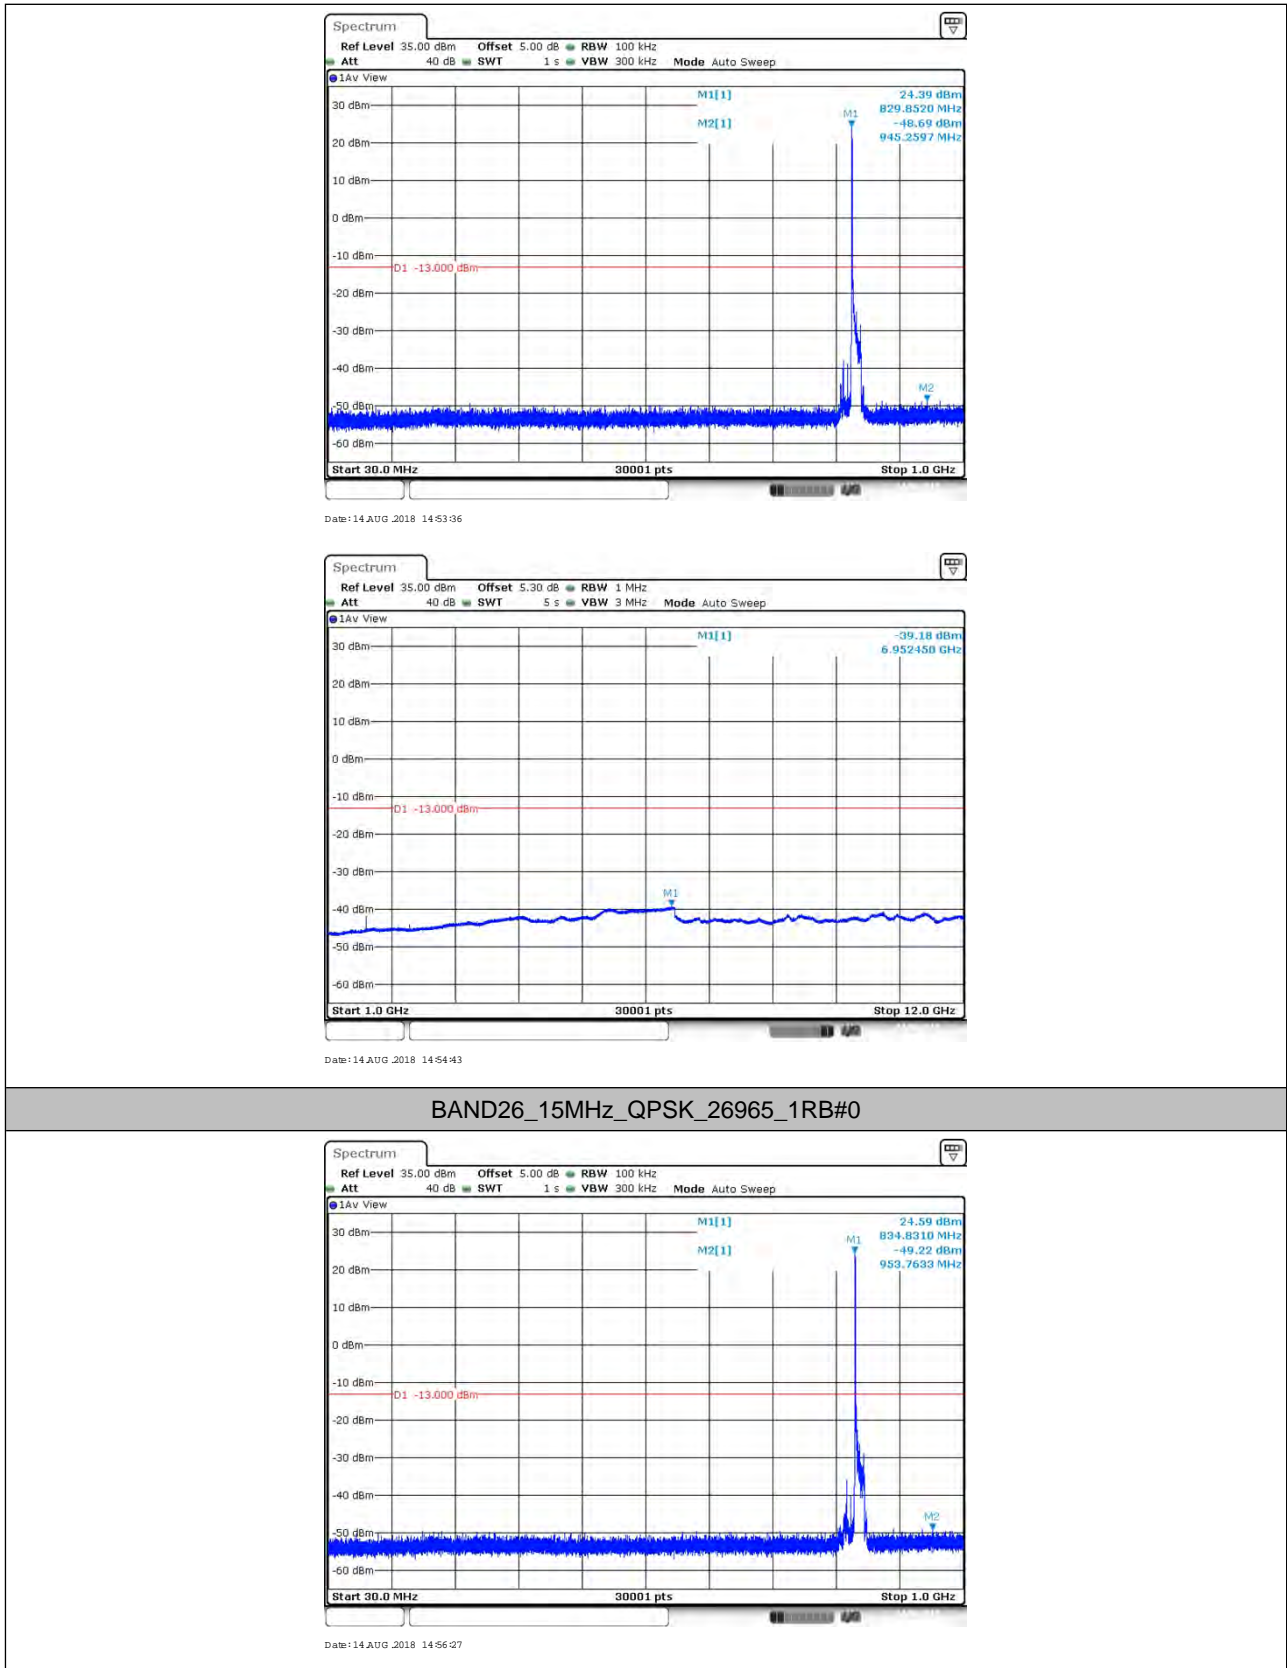 Spectrum
Ref Level 35.00 dBm Offset 5.00 dB RBW 100 kHz
Att 40 dB SWT 1 s VBW 300 kHz Mode Auto Sweep
1Av View
M1[1] 24.39 dBm
829.8520 MHz
M2[1] -48.69 dBm
945.2597 MHz
M1
30 dBm
20 dBm
10 dBm
0 dBm
-10 dBm
D1 -13.000 dBm
-20 dBm
-30 dBm
-40 dBm
M2
-50 dBm
-60 dBm
Start 30.0 MHz 30001 pts Stop 1.0 GHz
Date: 14.AUG.2018 14:53:36
Spectrum
Ref Level 35.00 dBm Offset 5.30 dB RBW 1 MHz
Att 40 dB SWT 5 s VBW 3 MHz Mode Auto Sweep
1Av View
M1[1] -39.18 dBm
6.952450 GHz
30 dBm
20 dBm
10 dBm
0 dBm
-10 dBm
D1 -13.000 dBm
-20 dBm
-30 dBm
M1
-40 dBm
-50 dBm
-60 dBm
Start 1.0 GHz 30001 pts Stop 12.0 GHz
Date: 14.AUG.2018 14:54:43
BAND26_15MHz_QPSK_26965_1RB#0
Spectrum
Ref Level 35.00 dBm Offset 5.00 dB RBW 100 kHz
Att 40 dB SWT 1 s VBW 300 kHz Mode Auto Sweep
1Av View
M1[1] 24.59 dBm
834.8310 MHz
M2[1] -49.22 dBm
953.7633 MHz
M1
30 dBm
20 dBm
10 dBm
0 dBm
-10 dBm
D1 -13.000 dBm
-20 dBm
-30 dBm
-40 dBm
M2
-50 dBm
-60 dBm
Start 30.0 MHz 30001 pts Stop 1.0 GHz
Date: 14.AUG.2018 14:56:27